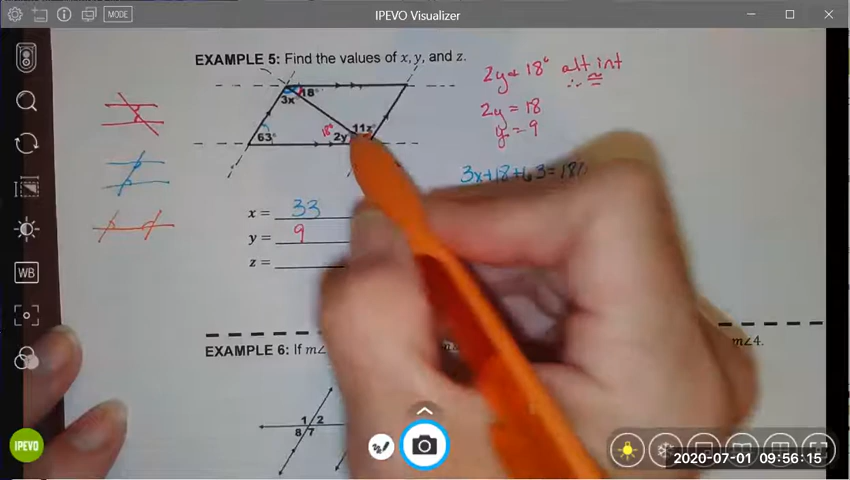 IPEVO Visualizer
MODE
EXAMPLE 5: Find the values of x, y, and z.
18°
3x°
63°
18°
2y°
11z°
2y = 18° alt int
∴ ≅
2y = 18
y = 9
3x+18+63=180
x = 33
y = 9
z =
EXAMPLE 6: If m∠
m∠4.
1 2
8 7
WB
iPEVO
2020-07-01 09:56:15